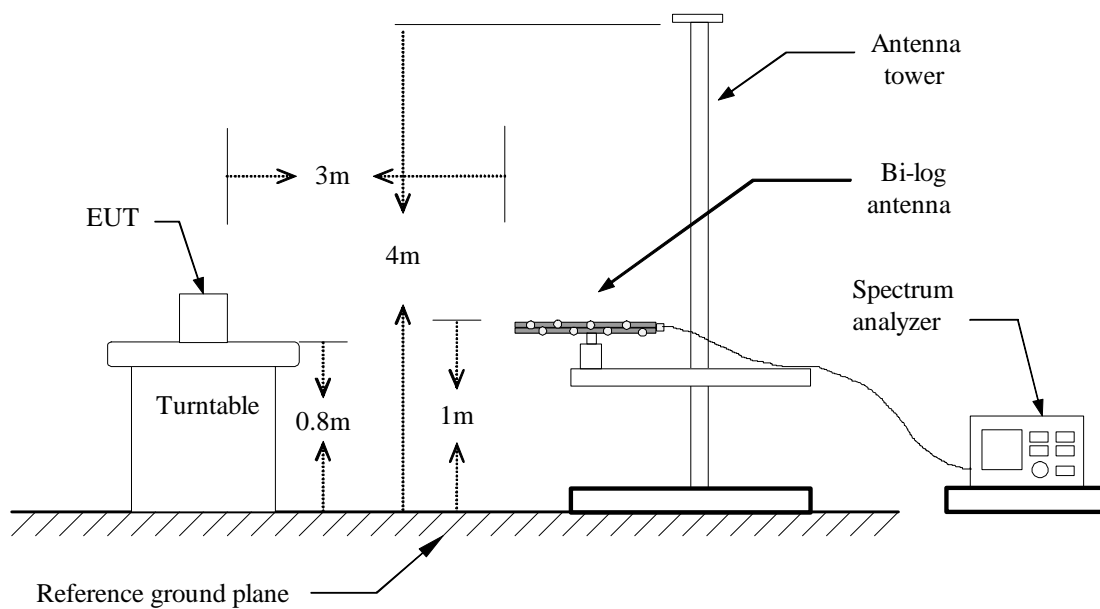 Antenna
tower
3m
Bi-log
antenna
EUT
4m
Spectrum
analyzer
Turntable
0.8m
1m
Reference ground plane